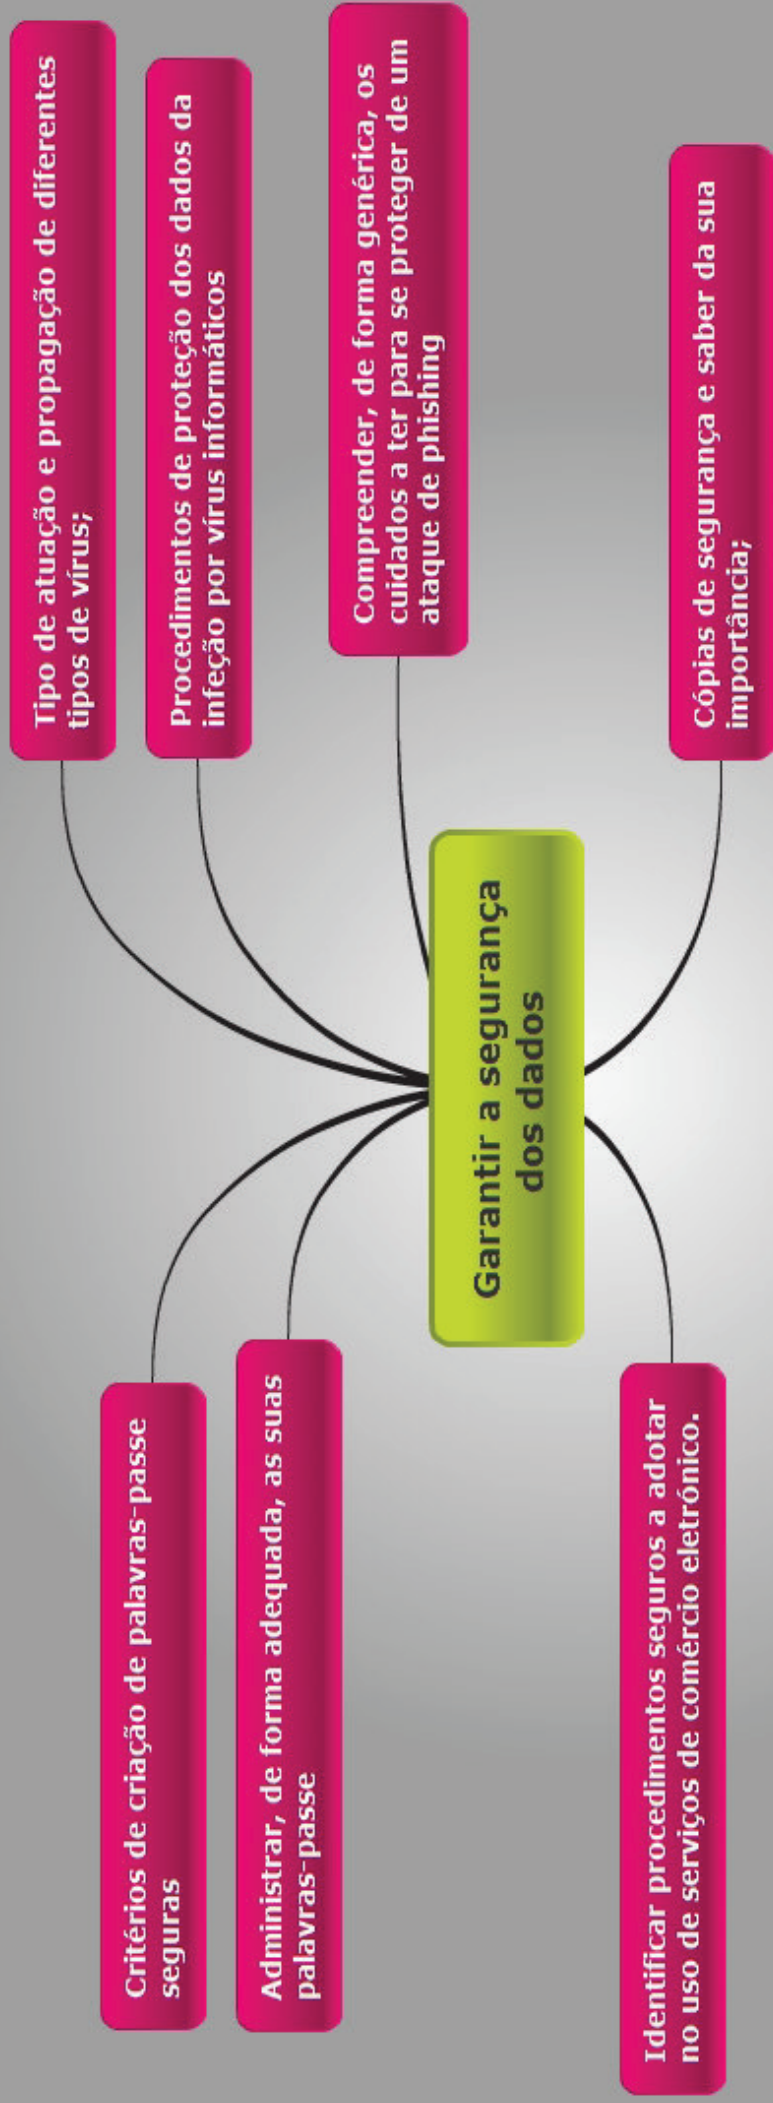 Garantir a segurança
dos dados
Tipo de atuação e propagação de diferentes
tipos de vírus;
Procedimentos de proteção dos dados da
infeção por vírus informáticos
Compreender, de forma genérica, os
cuidados a ter para se proteger de um
ataque de phishing
Cópias de segurança e saber da sua
importância;
Critérios de criação de palavras-passe
seguras
Administrar, de forma adequada, as suas
palavras-passe
Identificar procedimentos seguros a adotar
no uso de serviços de comércio eletrónico.